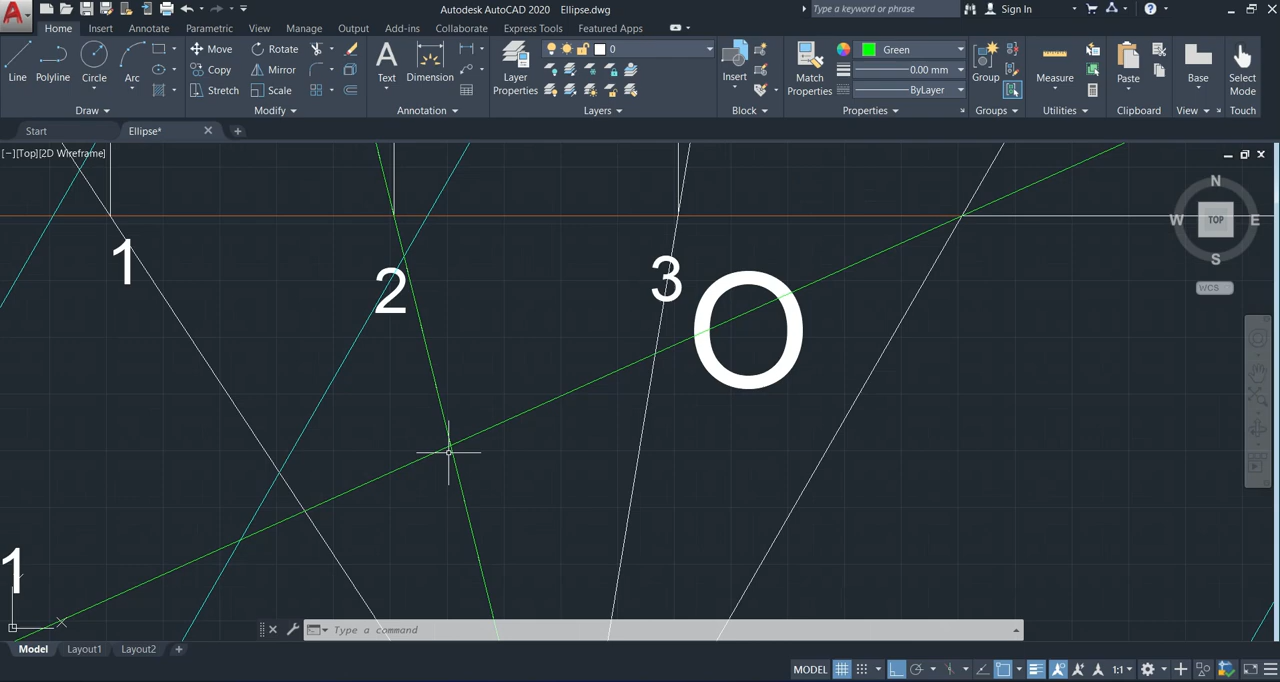 Autodesk AutoCAD 2020 Ellipse.dwg
Type a keyword or phrase
Sign In
Home Insert Annotate Parametric View Manage Output Add-ins Collaborate Express Tools Featured Apps
Line Polyline Circle Arc
Move Rotate
Copy Mirror
Stretch Scale
Text Dimension
Layer Properties
0
Insert
Match Properties
Green
0.00 mm
ByLayer
Group
Measure
Paste
Base
Select Mode
Draw Modify Annotation Layers Block Properties Groups Utilities Clipboard View Touch
Start Ellipse*
[−][Top][2D Wireframe]
N
W TOP E
S
WCS
1
2
3
O
1
Type a command
Model Layout1 Layout2
MODEL
1:1